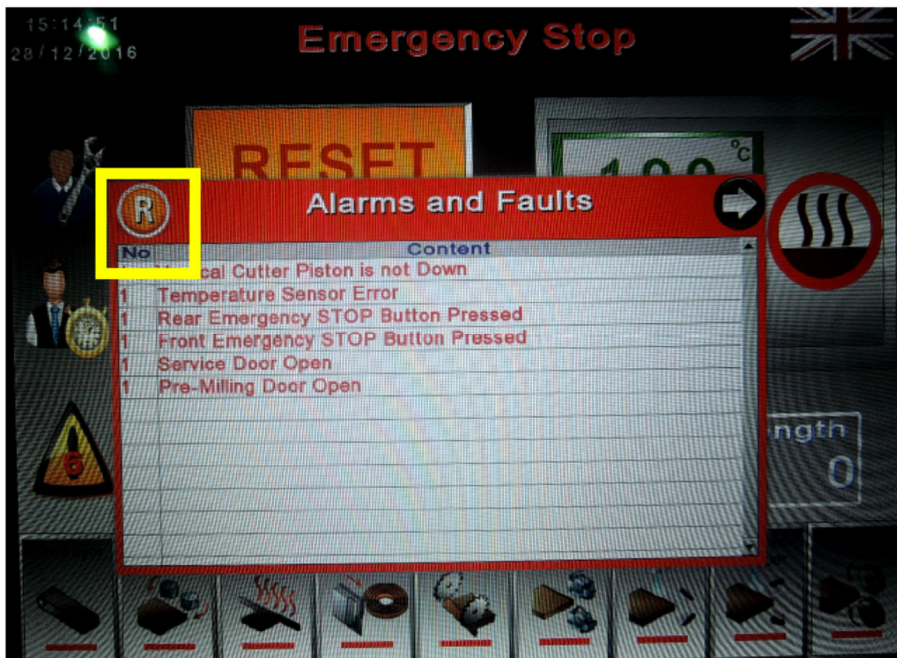 15:14:51
28/12/2016
Emergency Stop
RESET
°C
R
Alarms and Faults
No Content
Cutter Piston is not Down
1 Temperature Sensor Error
1 Rear Emergency STOP Button Pressed
1 Front Emergency STOP Button Pressed
1 Service Door Open
1 Pre-Milling Door Open
6
ngth
0